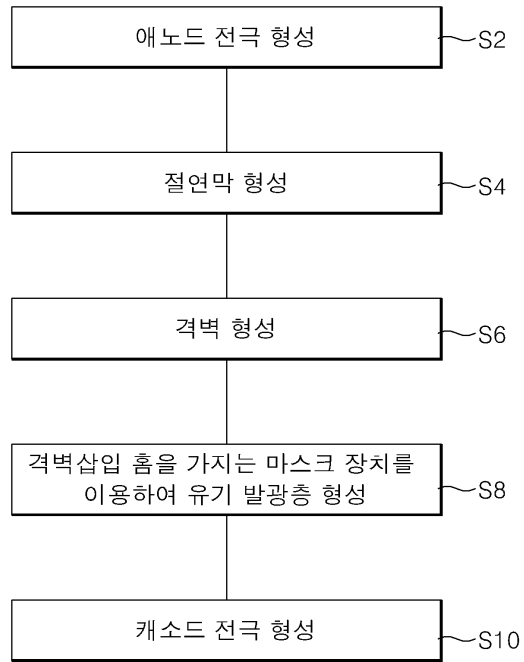 애노드 전극 형성
S2
절연막 형성
S4
격벽 형성
S6
격벽삽입 홈을 가지는 마스크 장치를
이용하여 유기 발광층 형성
S8
캐소드 전극 형성
S10